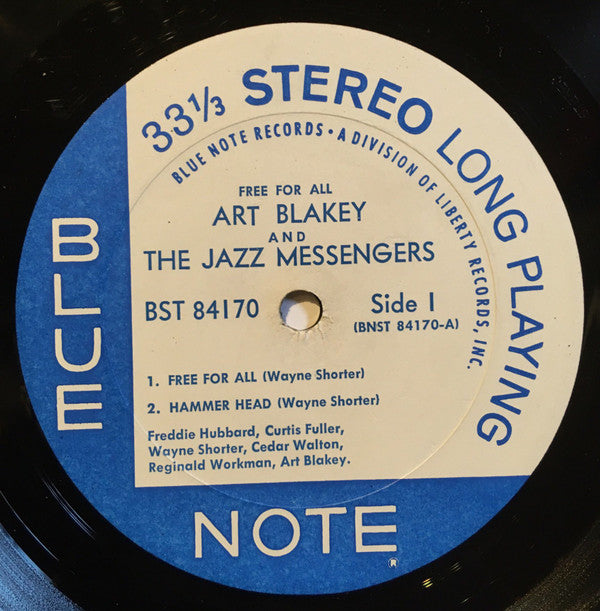 33⅓ STEREO LONG PLAYING
BLUE NOTE RECORDS • A DIVISION OF LIBERTY RECORDS, INC.
FREE FOR ALL
ART BLAKEY
AND
THE JAZZ MESSENGERS
BST 84170
Side 1
(BNST 84170-A)
1. FREE FOR ALL (Wayne Shorter)
2. HAMMER HEAD (Wayne Shorter)
Freddie Hubbard, Curtis Fuller,
Wayne Shorter, Cedar Walton,
Reginald Workman, Art Blakey.
BLUE
NOTE®